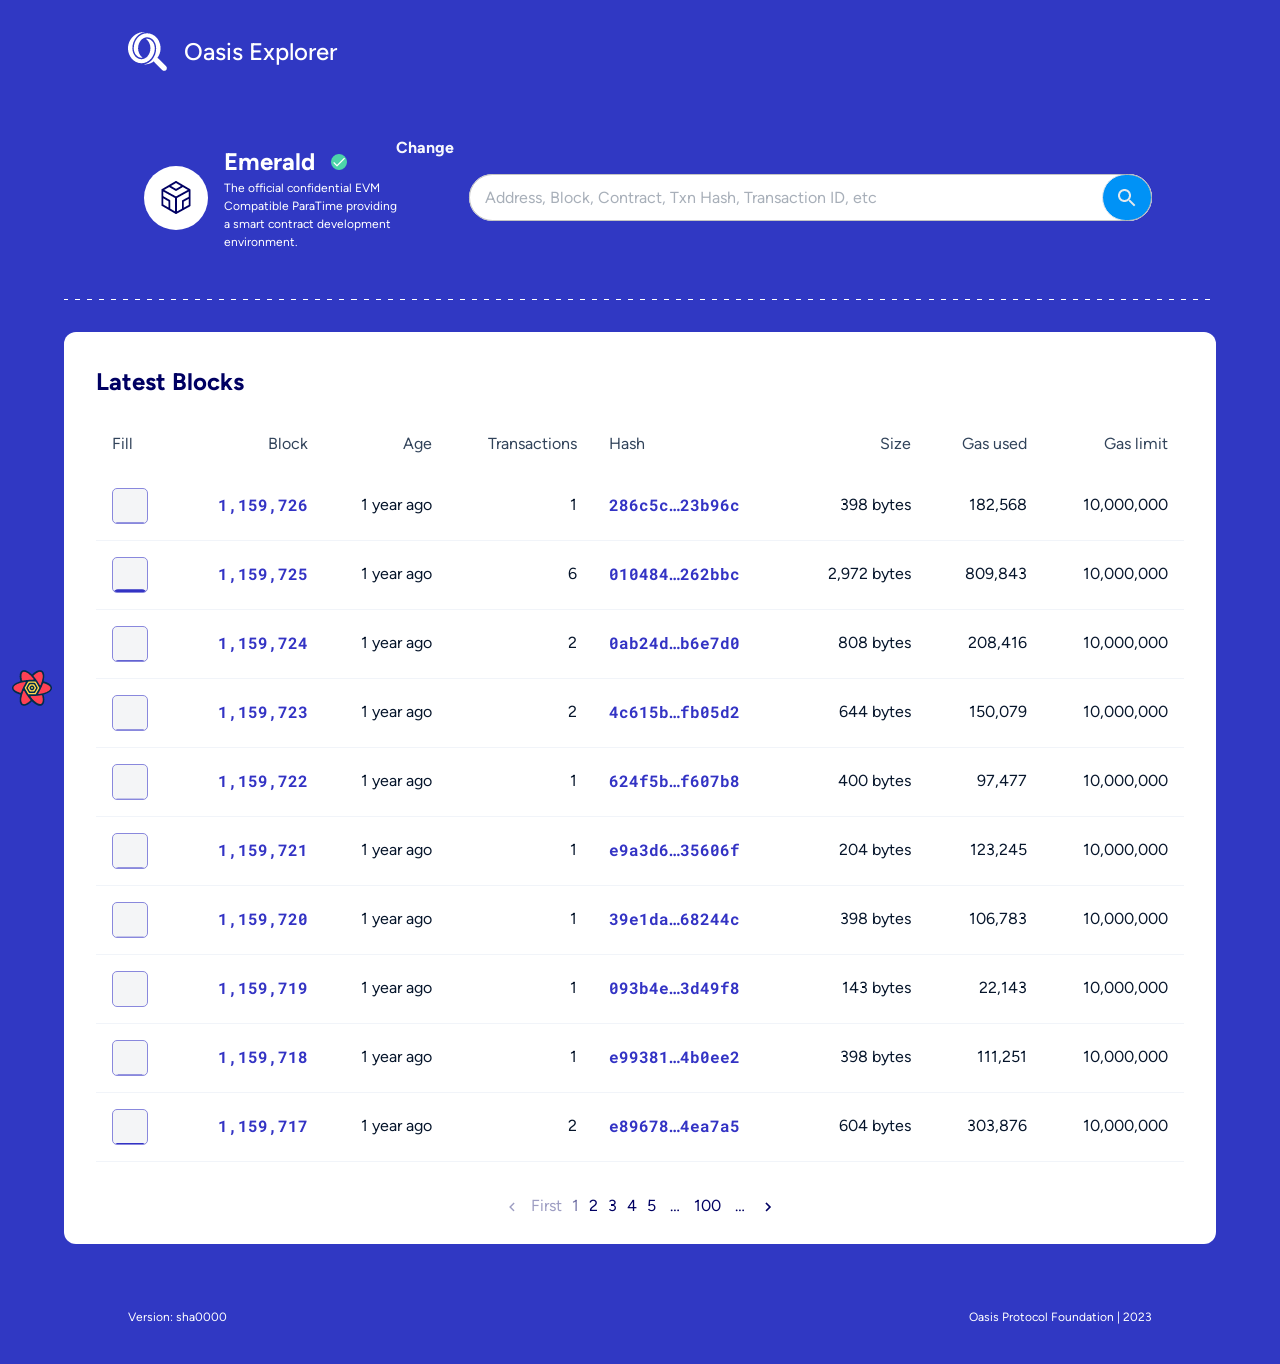 Oasis Explorer
Change
Emerald
The official confidential EVM
Compatible ParaTime providing
a smart contract development
environment.
Address, Block, Contract, Txn Hash, Transaction ID, etc
Latest Blocks
Fill Block Age Transactions Hash Size Gas used Gas limit
1,159,726 1 year ago 1 286c5c…23b96c 398 bytes 182,568 10,000,000
1,159,725 1 year ago 6 010484…262bbc 2,972 bytes 809,843 10,000,000
1,159,724 1 year ago 2 0ab24d…b6e7d0 808 bytes 208,416 10,000,000
1,159,723 1 year ago 2 4c615b…fb05d2 644 bytes 150,079 10,000,000
1,159,722 1 year ago 1 624f5b…f607b8 400 bytes 97,477 10,000,000
1,159,721 1 year ago 1 e9a3d6…35606f 204 bytes 123,245 10,000,000
1,159,720 1 year ago 1 39e1da…68244c 398 bytes 106,783 10,000,000
1,159,719 1 year ago 1 093b4e…3d49f8 143 bytes 22,143 10,000,000
1,159,718 1 year ago 1 e99381…4b0ee2 398 bytes 111,251 10,000,000
1,159,717 1 year ago 2 e89678…4ea7a5 604 bytes 303,876 10,000,000
First 1 2 3 4 5 … 100 …
Version: sha0000
Oasis Protocol Foundation | 2023